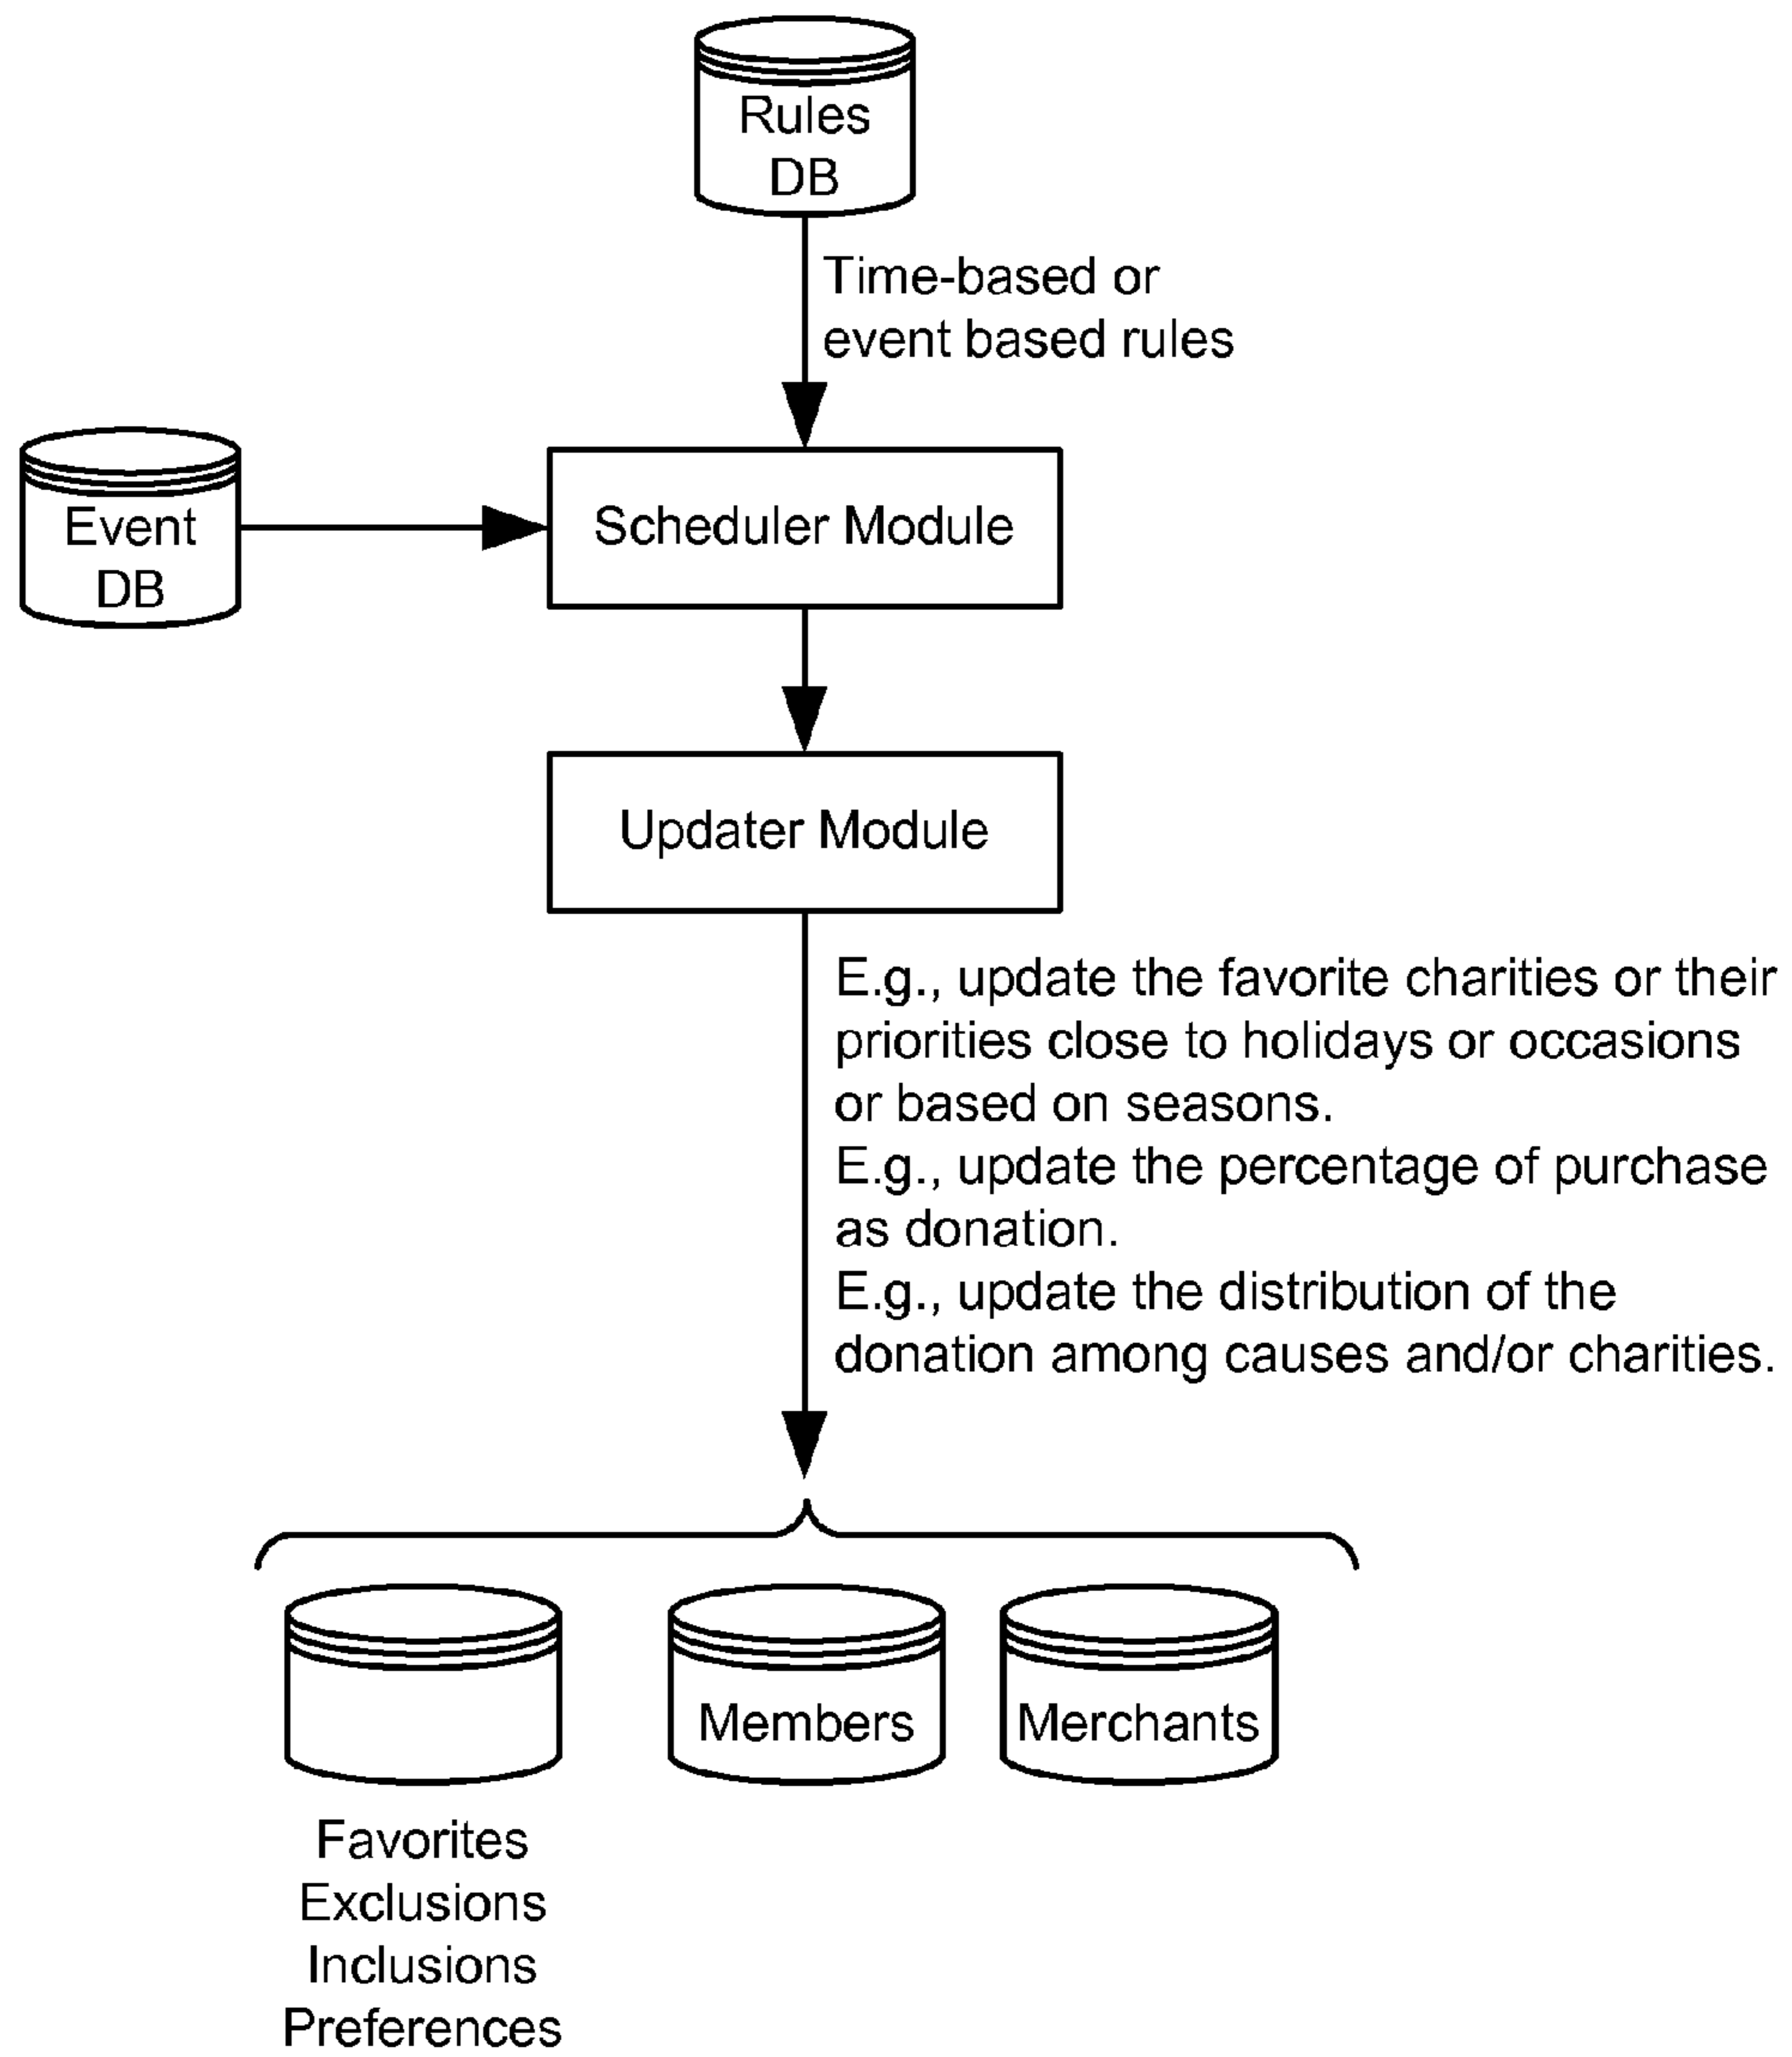 Rules
DB
Time-based or
event based rules
Event
DB
Scheduler Module
Updater Module
E.g., update the favorite charities or their
priorities close to holidays or occasions
or based on seasons.
E.g., update the percentage of purchase
as donation.
E.g., update the distribution of the
donation among causes and/or charities.
Members
Merchants
Favorites
Exclusions
Inclusions
Preferences